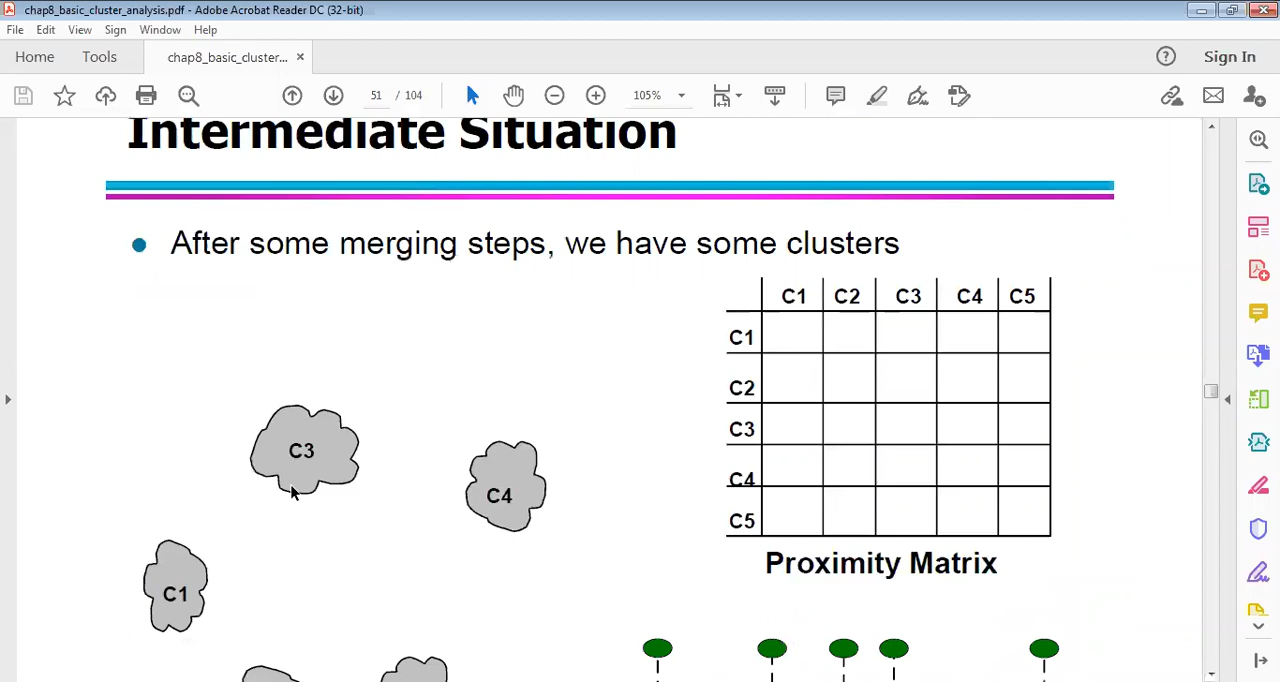 chap8_basic_cluster_analysis.pdf - Adobe Acrobat Reader DC (32-bit)
File Edit View Sign Window Help
Home Tools chap8_basic_cluster... × Sign In
51 / 104 105%
Intermediate Situation
After some merging steps, we have some clusters
C1 C2 C3 C4 C5
C1
C2
C3
C4
C5
Proximity Matrix
C3
C4
C1